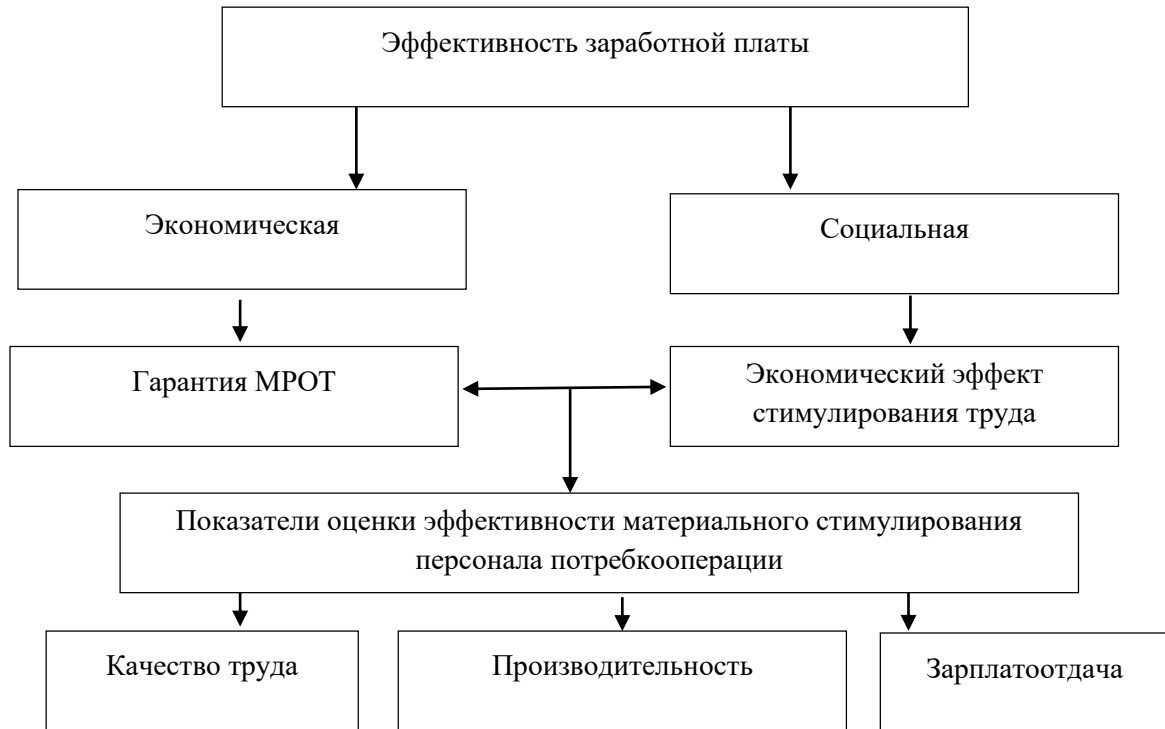 Эффективность заработной платы
Экономическая
Социальная
Гарантия МРОТ
Экономический эффект
стимулирования труда
Показатели оценки эффективности материального стимулирования
персонала потребкооперации
Качество труда
Производительность
Зарплатоотдача